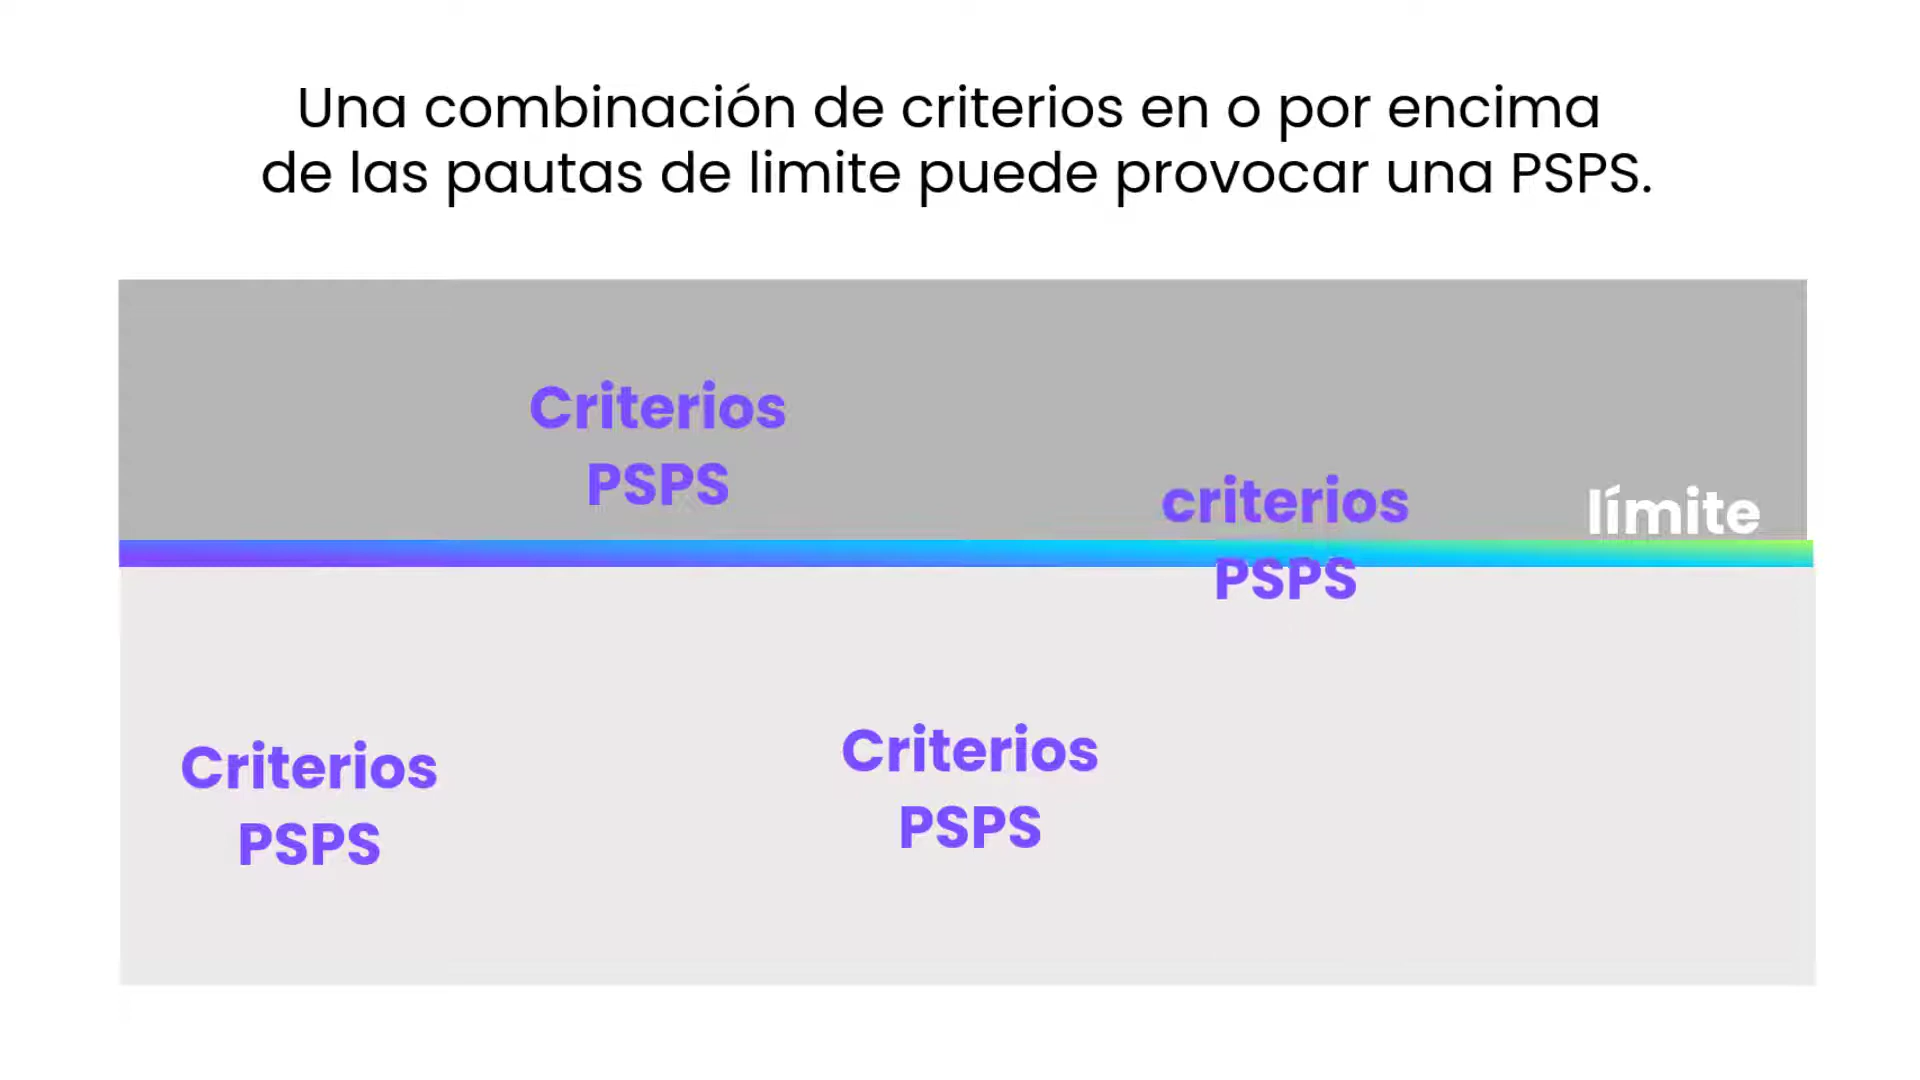 Una combinación de criterios en o por encima
de las pautas de limite puede provocar una PSPS.
Criterios
PSPS
criterios
PSPS
límite
Criterios
PSPS
Criterios
PSPS